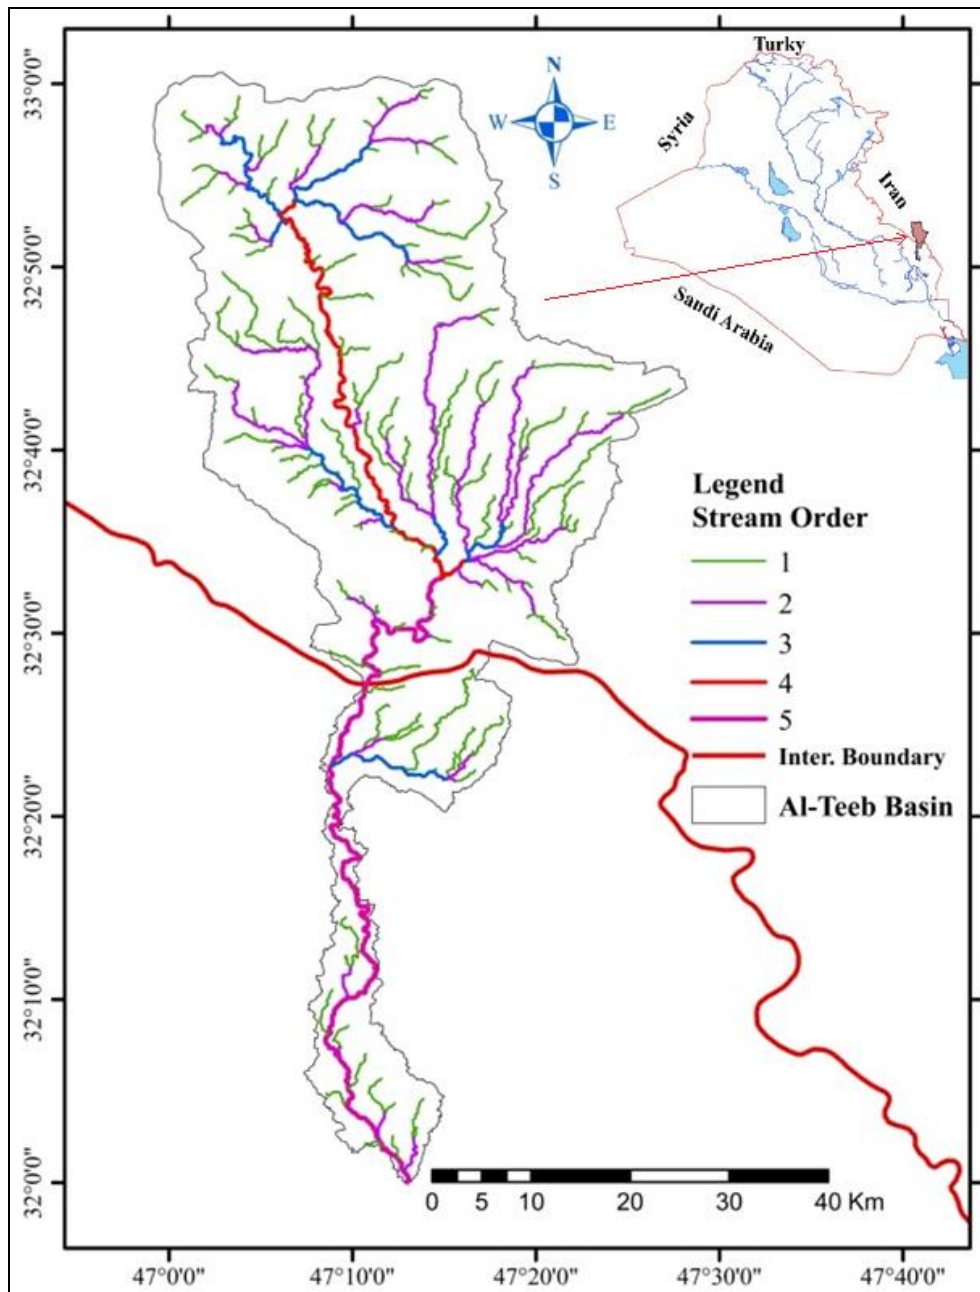 Turky
Syria
Iran
Saudi Arabia
N
W E
S
33°0'0"
32°50'0"
32°40'0"
32°30'0"
32°20'0"
32°10'0"
32°0'0"
Legend
Stream Order
1
2
3
4
5
Inter. Boundary
Al-Teeb Basin
0 5 10 20 30 40 Km
47°0'0" 47°10'0" 47°20'0" 47°30'0" 47°40'0"